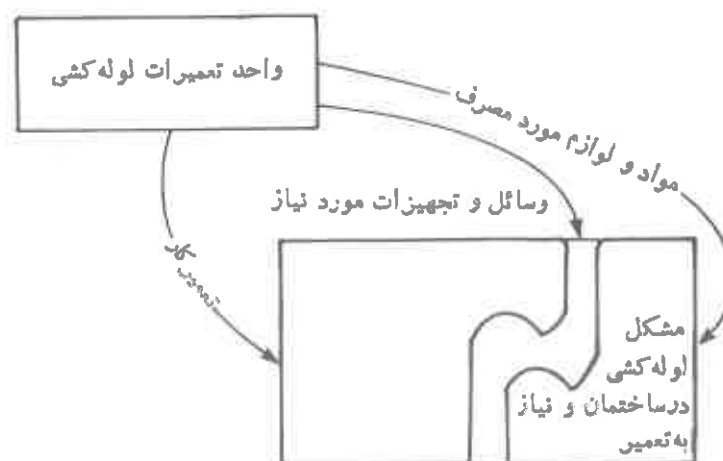 واحد تعمیرات لوله‌کشی
مواد و لوازم مورد مصرف
وسائل و تجهیزات مورد نیاز
مشکل
لوله‌کشی
درساختمان و نیاز
به‌تعمیر